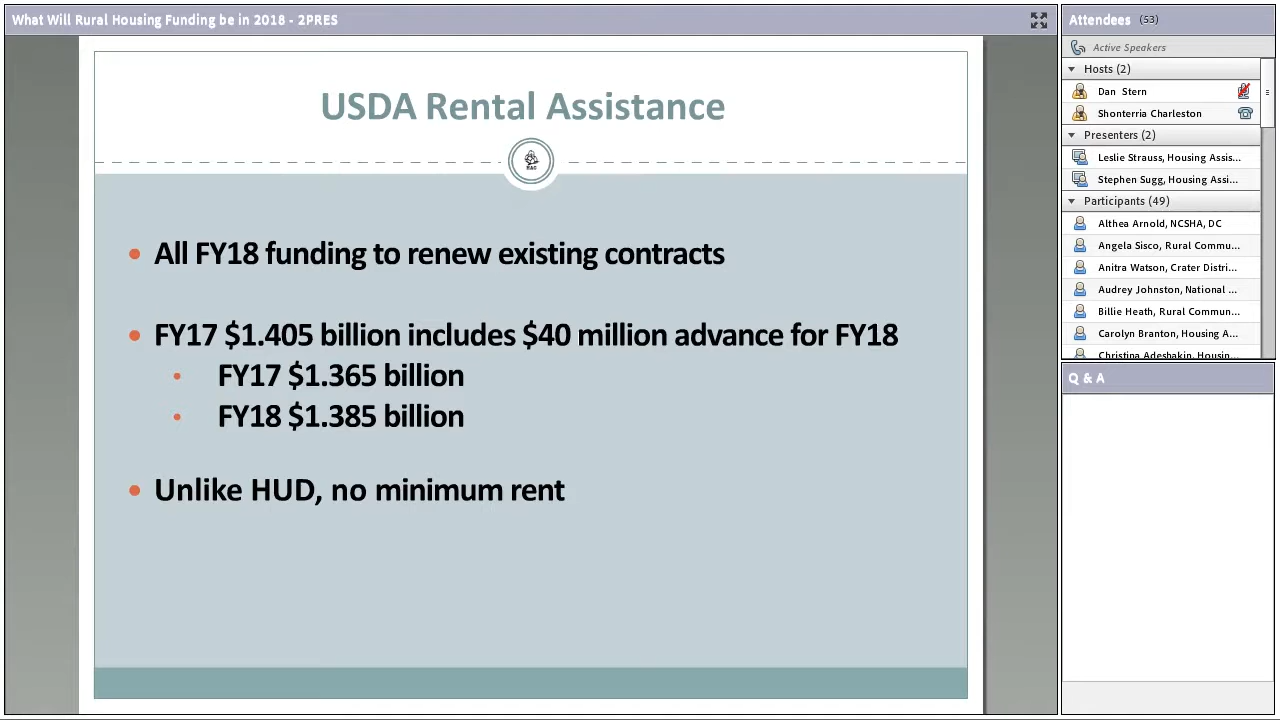 What Will Rural Housing Funding be in 2018 - 2PRES
USDA Rental Assistance
HAC
• All FY18 funding to renew existing contracts
• FY17 $1.405 billion includes $40 million advance for FY18
• FY17 $1.365 billion
• FY18 $1.385 billion
• Unlike HUD, no minimum rent
Attendees (53)
Active Speakers
Hosts (2)
Dan Stern
Shonterria Charleston
Presenters (2)
Leslie Strauss, Housing Assis...
Stephen Sugg, Housing Assi...
Participants (49)
Althea Arnold, NCSHA, DC
Angela Sisco, Rural Commu...
Anitra Watson, Crater Distri...
Audrey Johnston, National ...
Billie Heath, Rural Commun...
Carolyn Branton, Housing A...
Christina Adeshakin, Housin...
Q & A